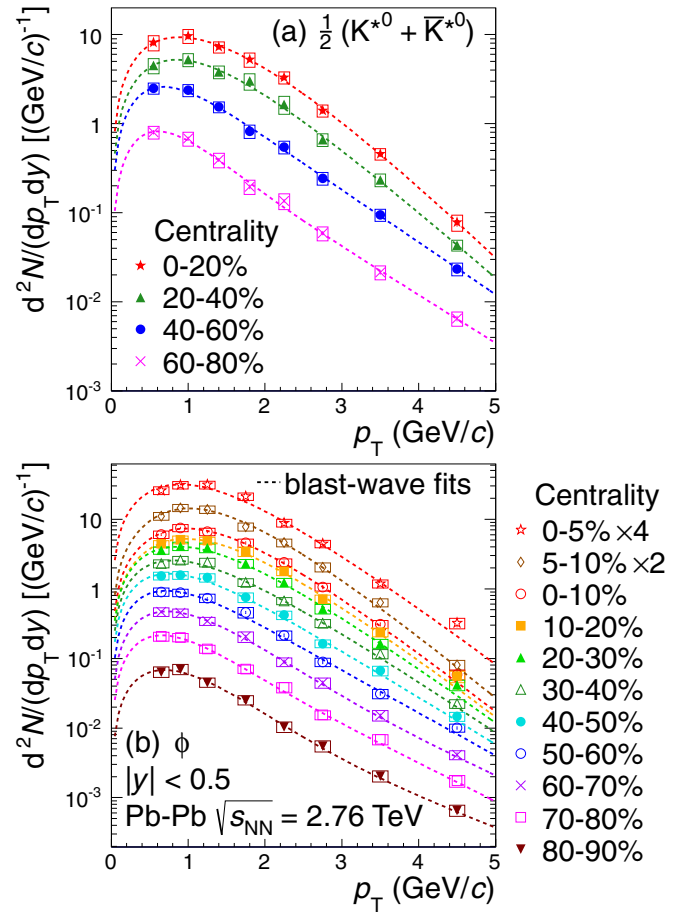 (a) ½ (K*⁰ + K̅*⁰)
d²N/(dp_T dy) [(GeV/c)⁻¹]
10
1
10⁻¹
10⁻²
10⁻³
Centrality
0-20%
20-40%
40-60%
60-80%
0 1 2 3 4 5
p_T (GeV/c)
d²N/(dp_T dy) [(GeV/c)⁻¹]
10
1
10⁻¹
10⁻²
10⁻³
blast-wave fits
(b) ϕ
|y| < 0.5
Pb-Pb √s_NN = 2.76 TeV
0 1 2 3 4 5
p_T (GeV/c)
Centrality
0-5% ×4
5-10% ×2
0-10%
10-20%
20-30%
30-40%
40-50%
50-60%
60-70%
70-80%
80-90%